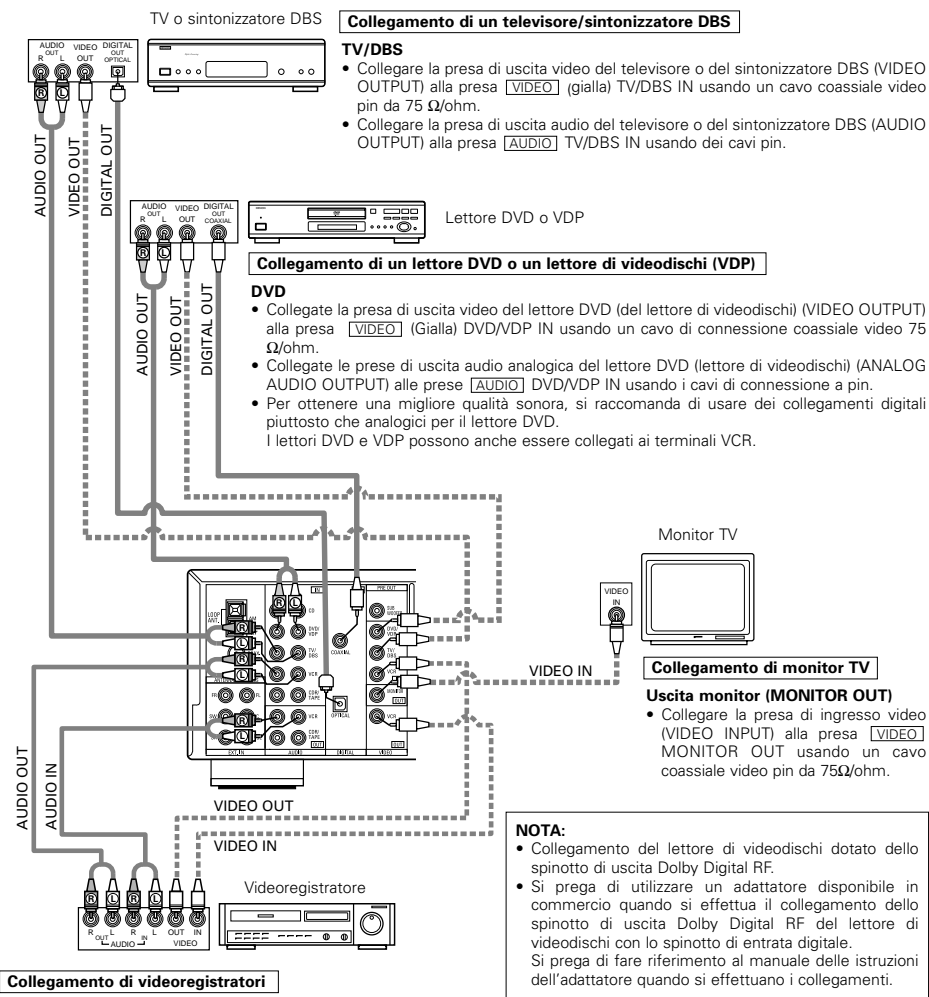 TV o sintonizzatore DBS
Collegamento di un televisore/sintonizzatore DBS
AUDIO
OUT
R L
VIDEO
OUT
DIGITAL
OUT
OPTICAL
R L
AUDIO OUT
VIDEO OUT
DIGITAL OUT
TV/DBS
• Collegare la presa di uscita video del televisore o del sintonizzatore DBS (VIDEO
OUTPUT) alla presa VIDEO (gialla) TV/DBS IN usando un cavo coassiale video
pin da 75 Ω/ohm.
• Collegare la presa di uscita audio del televisore o del sintonizzatore DBS (AUDIO
OUTPUT) alla presa AUDIO TV/DBS IN usando dei cavi pin.
AUDIO
OUT
R L
VIDEO
OUT
DIGITAL
OUT
COAXIAL
R L
Lettore DVD o VDP
AUDIO OUT
VIDEO OUT
DIGITAL OUT
Collegamento di un lettore DVD o un lettore di videodischi (VDP)
DVD
• Collegate la presa di uscita video del lettore DVD (del lettore di videodischi) (VIDEO OUTPUT)
alla presa VIDEO (Gialla) DVD/VDP IN usando un cavo di connessione coassiale video 75
Ω/ohm.
• Collegate le prese di uscita audio analogica del lettore DVD (lettore di videodischi) (ANALOG
AUDIO OUTPUT) alle prese AUDIO DVD/VDP IN usando i cavi di connessione a pin.
• Per ottenere una migliore qualità sonora, si raccomanda di usare dei collegamenti digitali
piuttosto che analogici per il lettore DVD.
I lettori DVD e VDP possono anche essere collegati ai terminali VCR.
Monitor TV
VIDEO
IN
VIDEO IN
Collegamento di monitor TV
Uscita monitor (MONITOR OUT)
• Collegare la presa di ingresso video
(VIDEO INPUT) alla presa VIDEO
MONITOR OUT usando un cavo
coassiale video pin da 75Ω/ohm.
LOOP
ANT.
R L
IN
PRE OUT
CD
SUB
WOOFER
DVD/
VDP
DVD/
VDP
TV/
DBS
COAXIAL
TV/
DBS
VCR
VCR
FR FL
CDR/
TAPE
OPTICAL
MONITOR
OUT
SW
VCR
VCR
CDR/
TAPE
OUT
OUT
EXT. IN
AUDIO
DIGITAL
VIDEO
AUDIO OUT
AUDIO IN
VIDEO OUT
VIDEO IN
Videoregistratore
R L R L
R L R L OUT IN
OUT AUDIO IN VIDEO
Collegamento di videoregistratori
NOTA:
• Collegamento del lettore di videodischi dotato dello
spinotto di uscita Dolby Digital RF.
• Si prega di utilizzare un adattatore disponibile in
commercio quando si effettua il collegamento dello
spinotto di uscita Dolby Digital RF del lettore di
videodischi con lo spinotto di entrata digitale.
Si prega di fare riferimento al manuale delle istruzioni
dell'adattatore quando si effettuano i collegamenti.